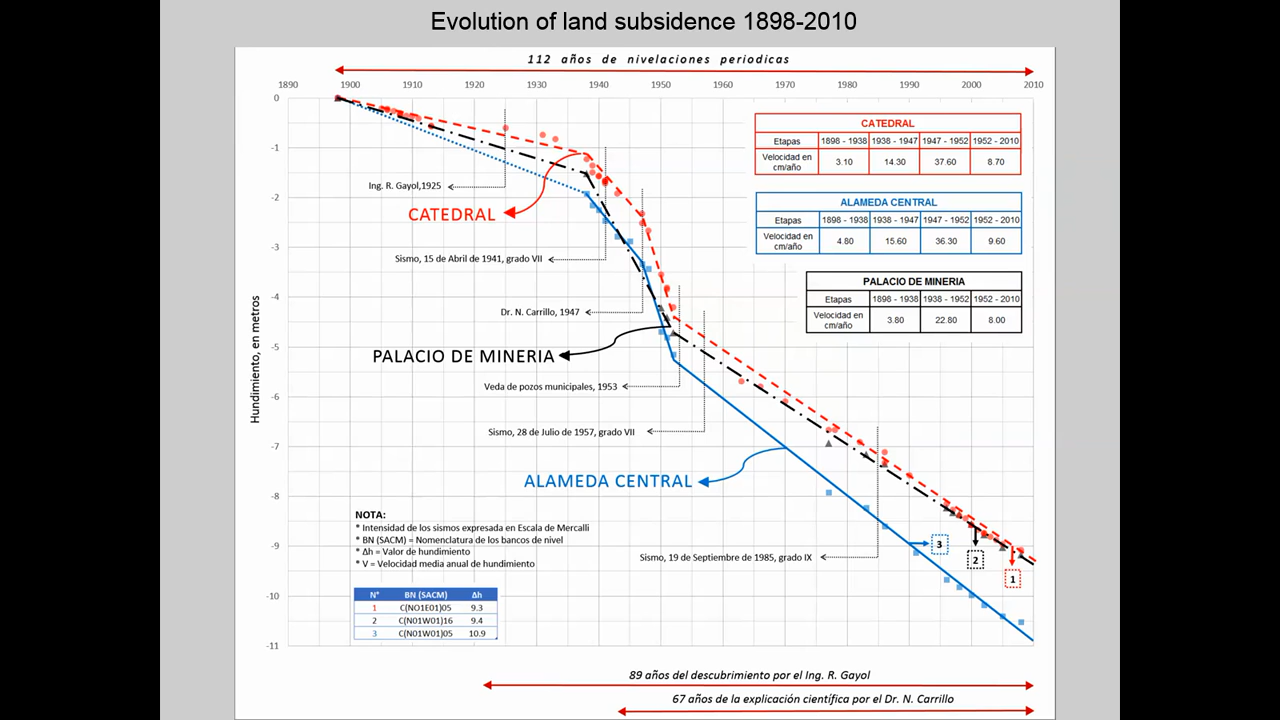 Evolution of land subsidence 1898-2010
112 años de nivelaciones periodicas
1890 1900 1910 1920 1930 1940 1950 1960 1970 1980 1990 2000 2010
0
-1
-2
-3
-4
-5
-6
-7
-8
-9
-10
-11
Hundimiento, en metros
CATEDRAL
Etapas 1898 - 1938 1938 - 1947 1947 - 1952 1952 - 2010
Velocidad en cm/año 3.10 14.30 37.60 8.70
ALAMEDA CENTRAL
Etapas 1898 - 1938 1938 - 1947 1947 - 1952 1952 - 2010
Velocidad en cm/año 4.80 15.60 36.30 9.60
PALACIO DE MINERIA
Etapas 1898 - 1938 1938 - 1952 1952 - 2010
Velocidad en cm/año 3.80 22.80 8.00
Ing. R. Gayol,1925
CATEDRAL
Sismo, 15 de Abril de 1941, grado VII
Dr. N. Carrillo, 1947
PALACIO DE MINERIA
Veda de pozos municipales, 1953
Sismo, 28 de Julio de 1957, grado VII
ALAMEDA CENTRAL
Sismo, 19 de Septiembre de 1985, grado IX
3
2
1
NOTA:
* Intensidad de los sismos expresada en Escala de Mercalli
* BN (SACM) = Nomenclatura de los bancos de nivel
* Δh = Valor de hundimiento
* V = Velocidad media anual de hundimiento
N° BN (SACM) Δh
1 C(NO1E01)05 9.3
2 C(N01W01)16 9.4
3 C(N01W01)05 10.9
89 años del descubrimiento por el Ing. R. Gayol
67 años de la explicación científica por el Dr. N. Carrillo